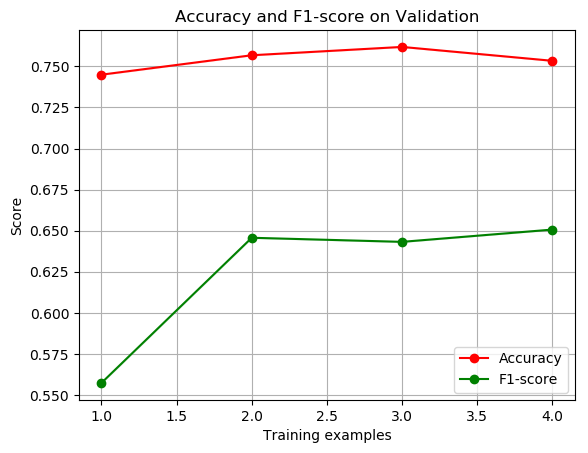 Accuracy and F1-score on Validation
Score
0.750
0.725
0.700
0.675
0.650
0.625
0.600
0.575
0.550
Accuracy
F1-score
1.0 1.5 2.0 2.5 3.0 3.5 4.0
Training examples